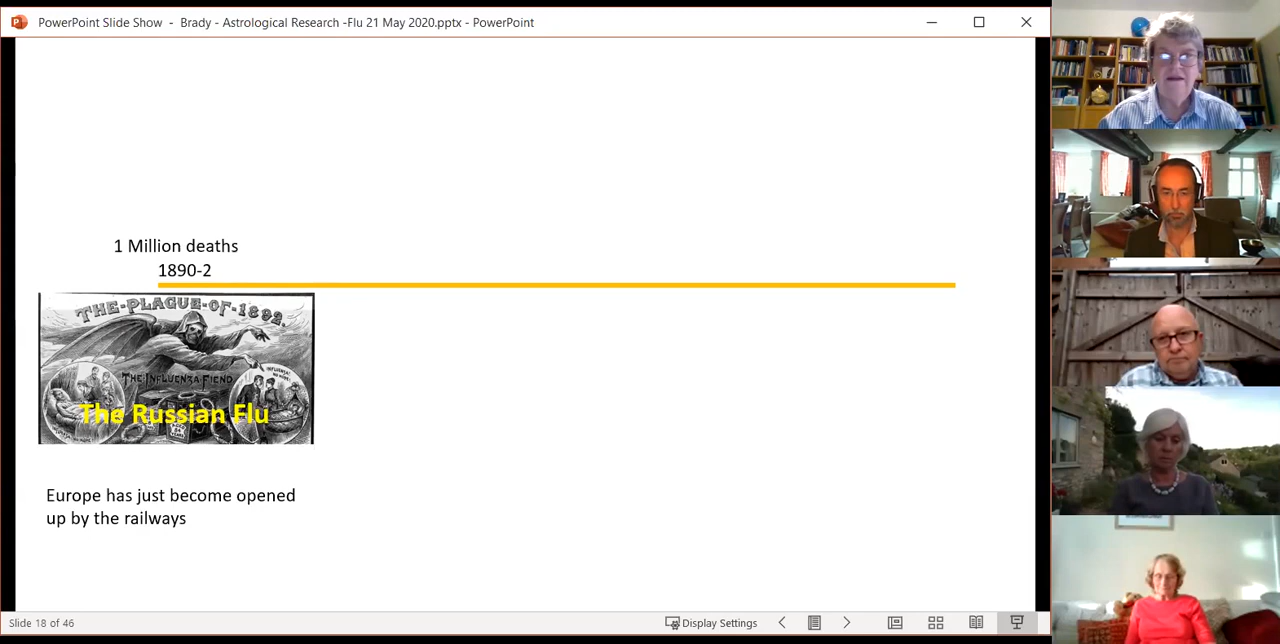 PowerPoint Slide Show - Brady - Astrological Research -Flu 21 May 2020.pptx - PowerPoint
1 Million deaths
1890-2
THE-PLAGUE-OF-1892.
THE INFLUENZA FIEND
INFLUENZA!
The Russian Flu
Europe has just become opened
up by the railways
Slide 18 of 46
Display Settings